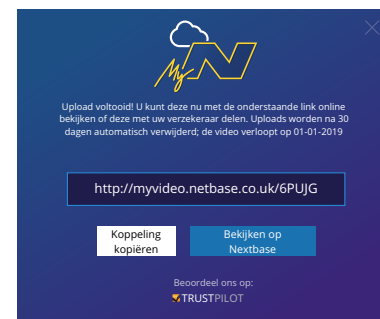 My N
Upload voltooid! U kunt deze nu met de onderstaande link online
bekijken of deze met uw verzekeraar delen. Uploads worden na 30
dagen automatisch verwijderd; de video verloopt op 01-01-2019
http://myvideo.netbase.co.uk/6PUJG
Koppeling
kopiëren
Bekijken op
Nextbase
Beoordeel ons op:
TRUSTPILOT